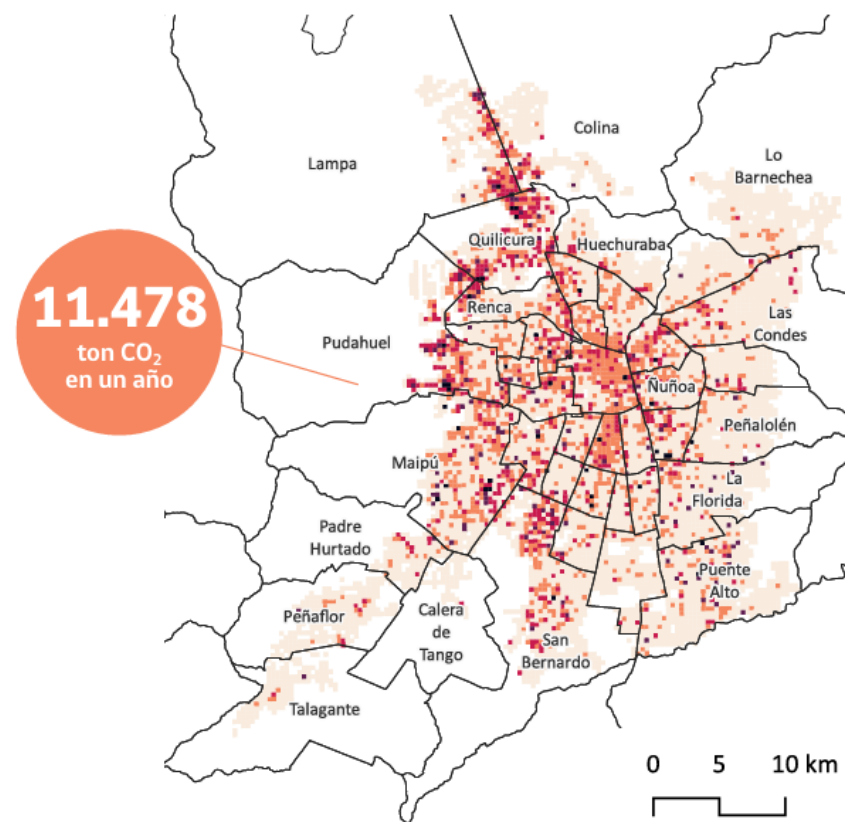 Colina
Lo
Barnechea
Lampa
Quilicura
Huechuraba
11.478
ton CO₂
en un año
Renca
Las
Condes
Pudahuel
Ñuñoa
Peñalolén
Maipú
La
Florida
Padre
Hurtado
Puente
Alto
Peñaflor
Calera
de
Tango
San
Bernardo
Talagante
0 5 10 km